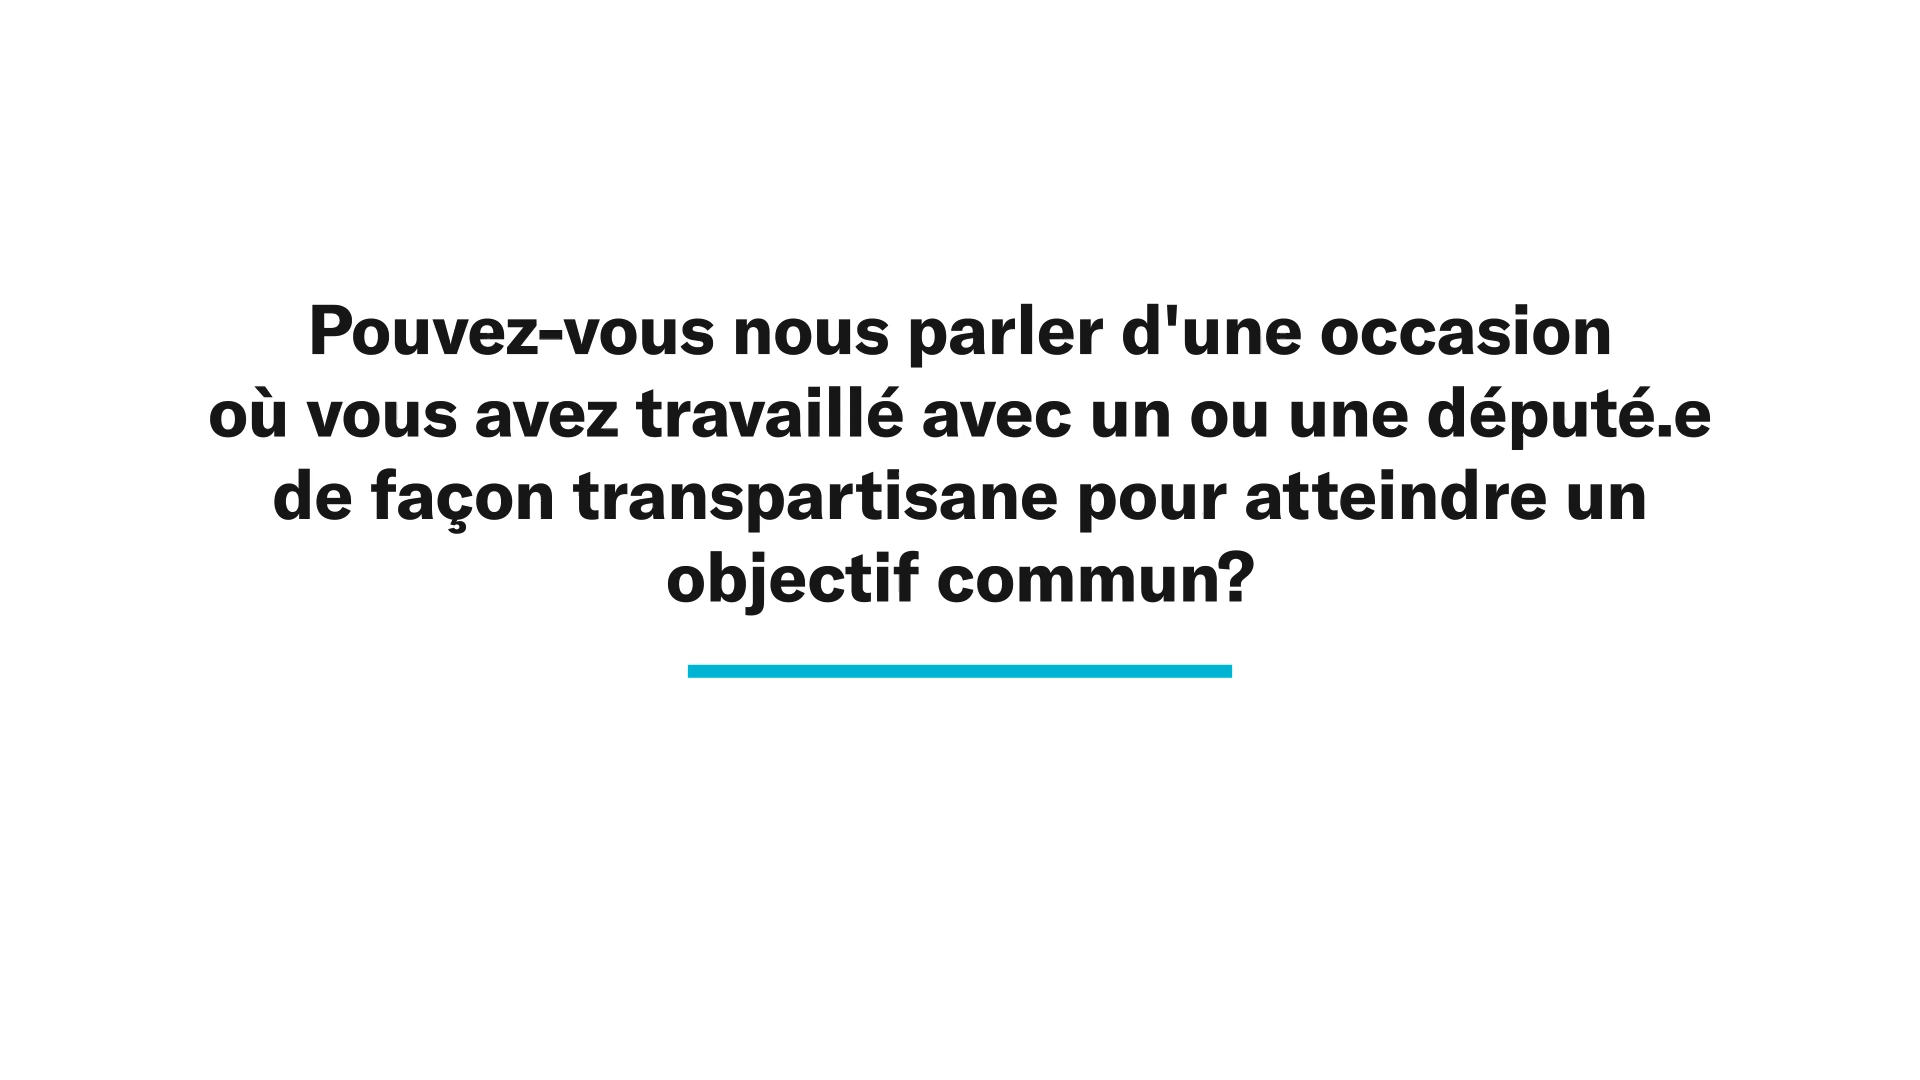 Pouvez-vous nous parler d'une occasion
où vous avez travaillé avec un ou une député.e
de façon transpartisane pour atteindre un
objectif commun?